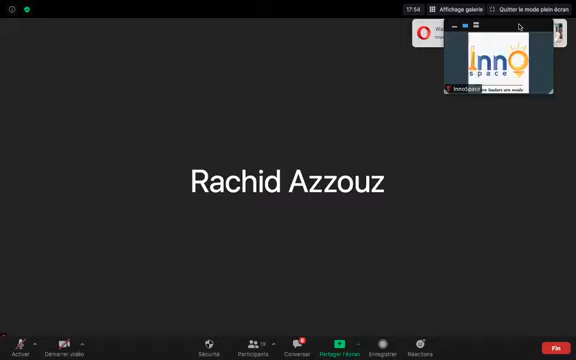 17:54
Affichage galerie
Quitter le mode plein écran
Inno
space
InnoSpace
Rachid Azzouz
Activer
Démarrer vidéo
Sécurité
19
Participants
Converser
Partager l'écran
Enregistrer
Réactions
Fin